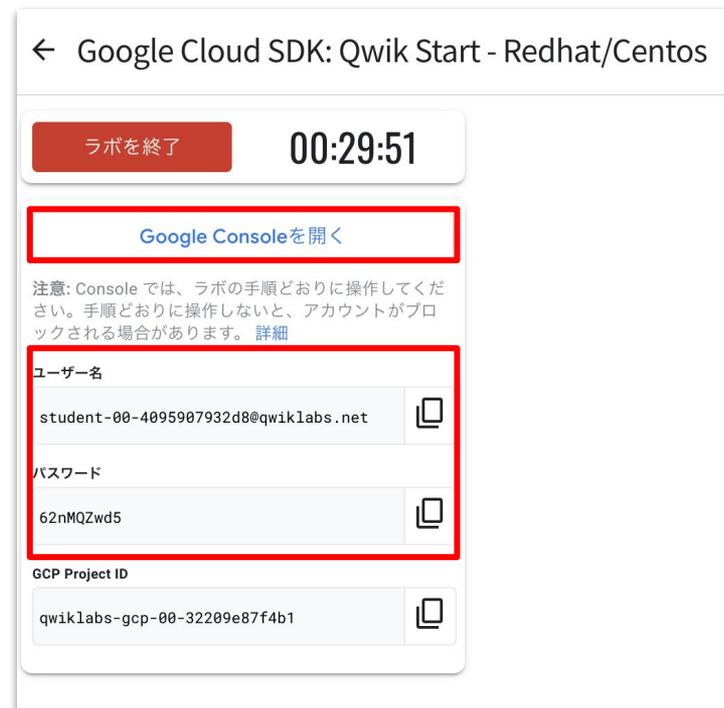 ← Google Cloud SDK: Qwik Start - Redhat/Centos
ラボを終了 00:29:51
Google Consoleを開く
注意: Console では、ラボの手順どおりに操作してくだ
さい。手順どおりに操作しないと、アカウントがブロ
ックされる場合があります。 詳細
ユーザー名
student-00-4095907932d8@qwiklabs.net
パスワード
62nMQZwd5
GCP Project ID
qwiklabs-gcp-00-32209e87f4b1